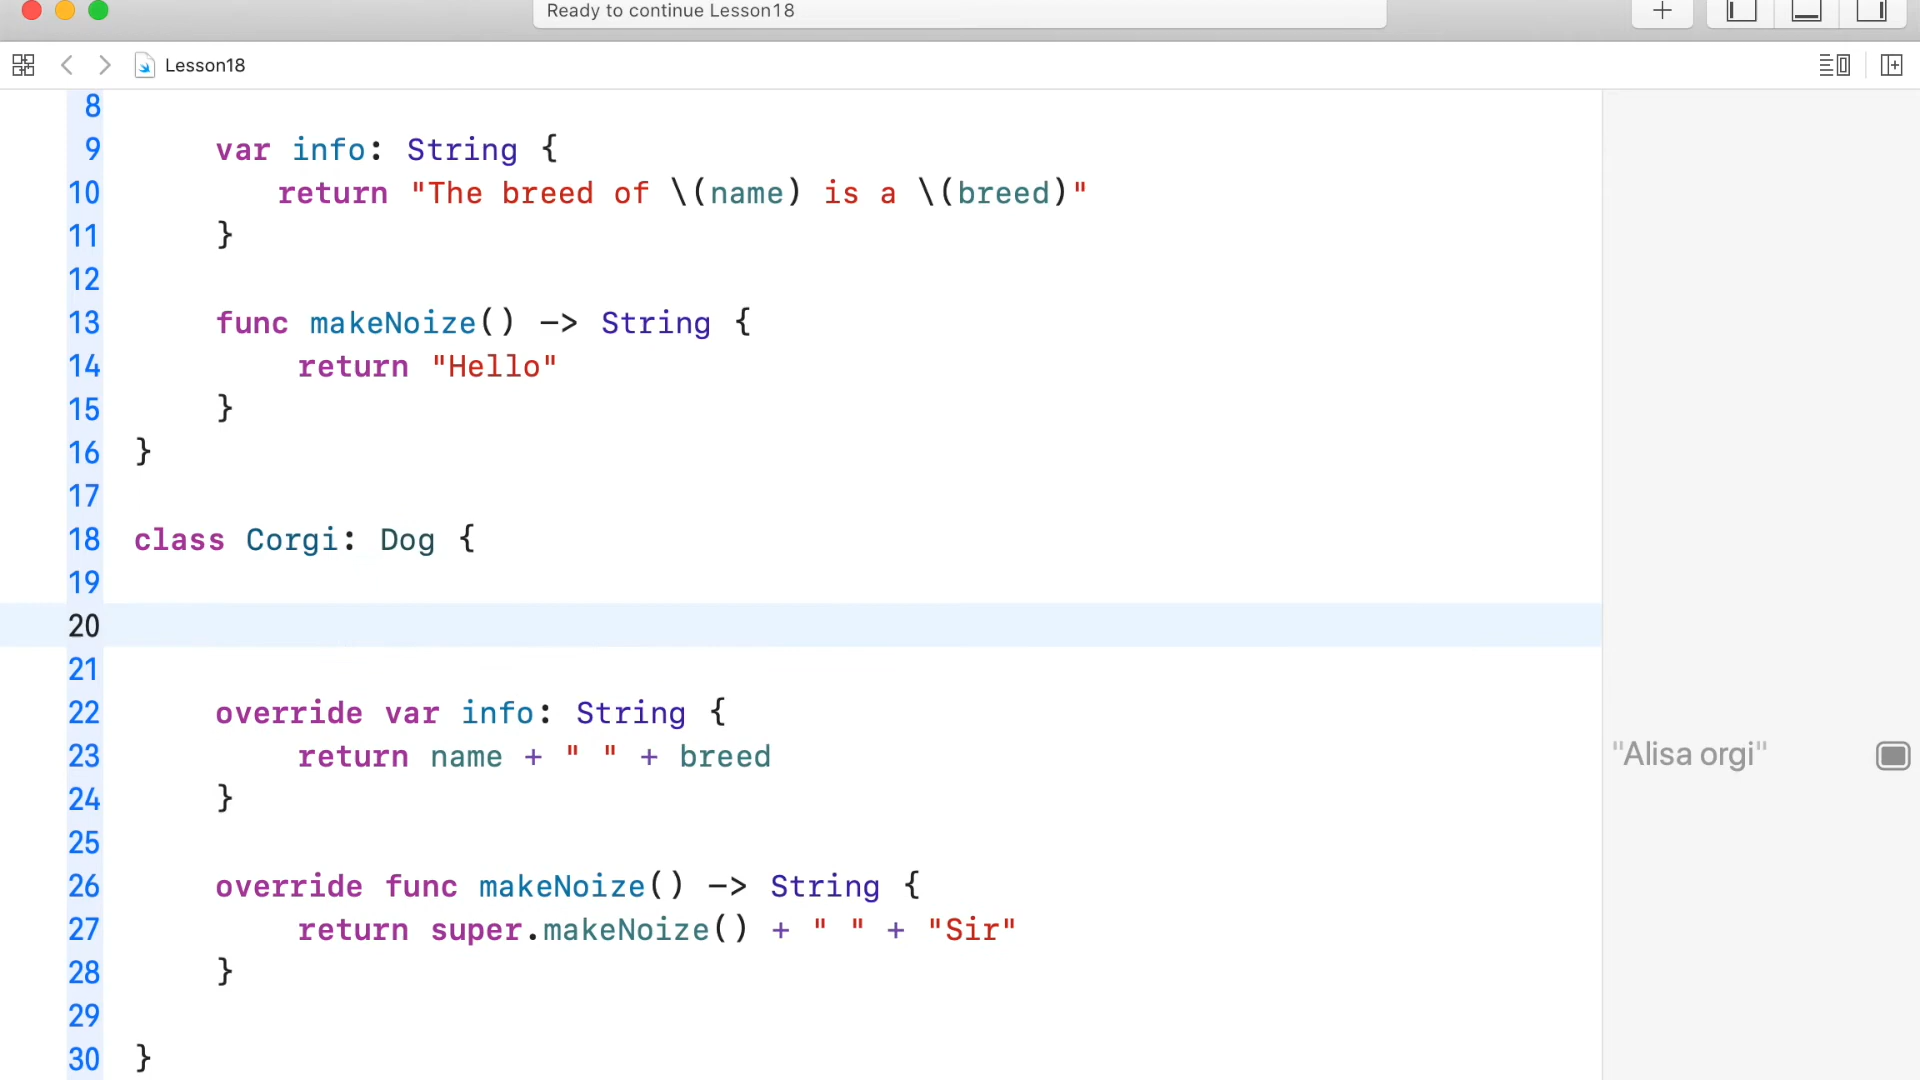 Ready to continue Lesson18
Lesson18
8
9 var info: String {
10 return "The breed of \(name) is a \(breed)"
11 }
12
13 func makeNoize() -> String {
14 return "Hello"
15 }
16 }
17
18 class Corgi: Dog {
19
20
21
22 override var info: String {
23 return name + " " + breed "Alisa orgi"
24 }
25
26 override func makeNoize() -> String {
27 return super.makeNoize() + " " + "Sir"
28 }
29
30 }